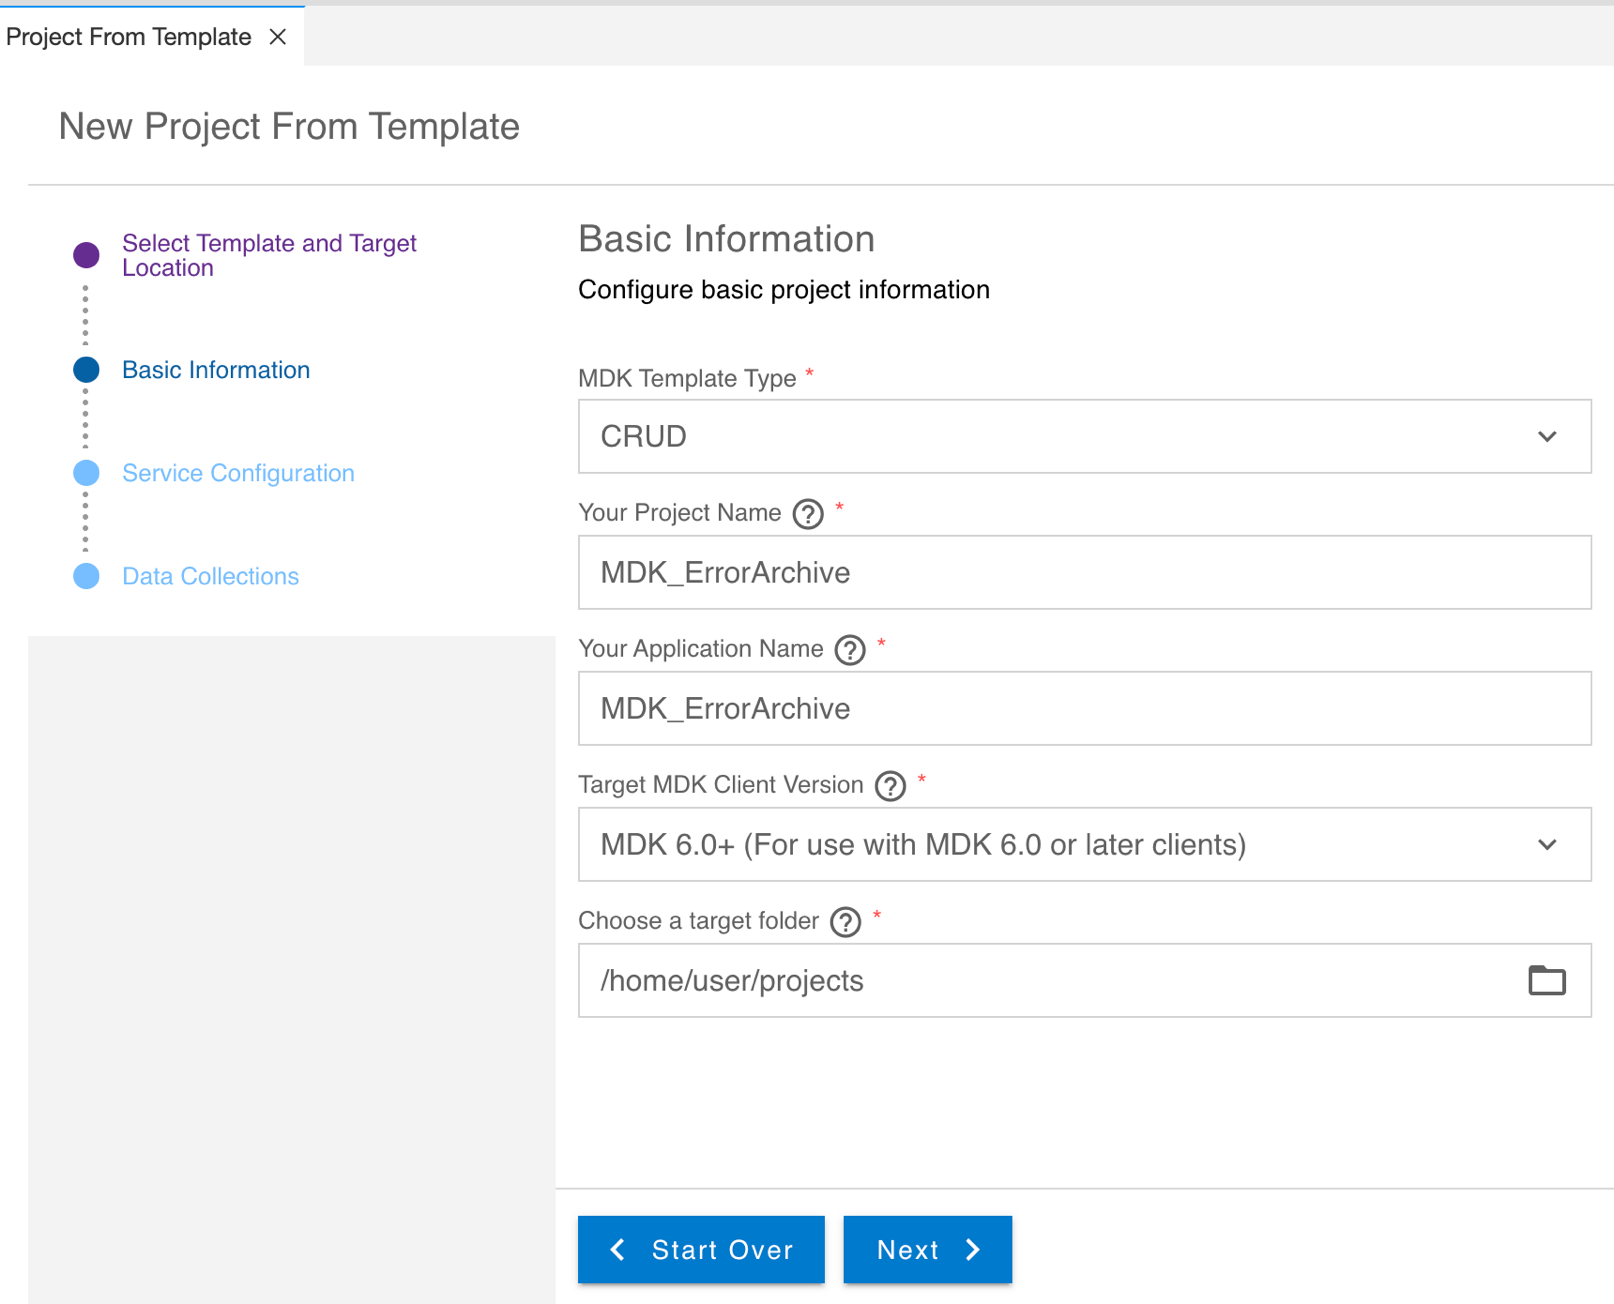 Project From Template
New Project From Template
Select Template and Target
Location
Basic Information
Service Configuration
Data Collections
Basic Information
Configure basic project information
MDK Template Type *
CRUD
Your Project Name ? *
MDK_ErrorArchive
Your Application Name ? *
MDK_ErrorArchive
Target MDK Client Version ? *
MDK 6.0+ (For use with MDK 6.0 or later clients)
Choose a target folder ? *
/home/user/projects
Start Over
Next